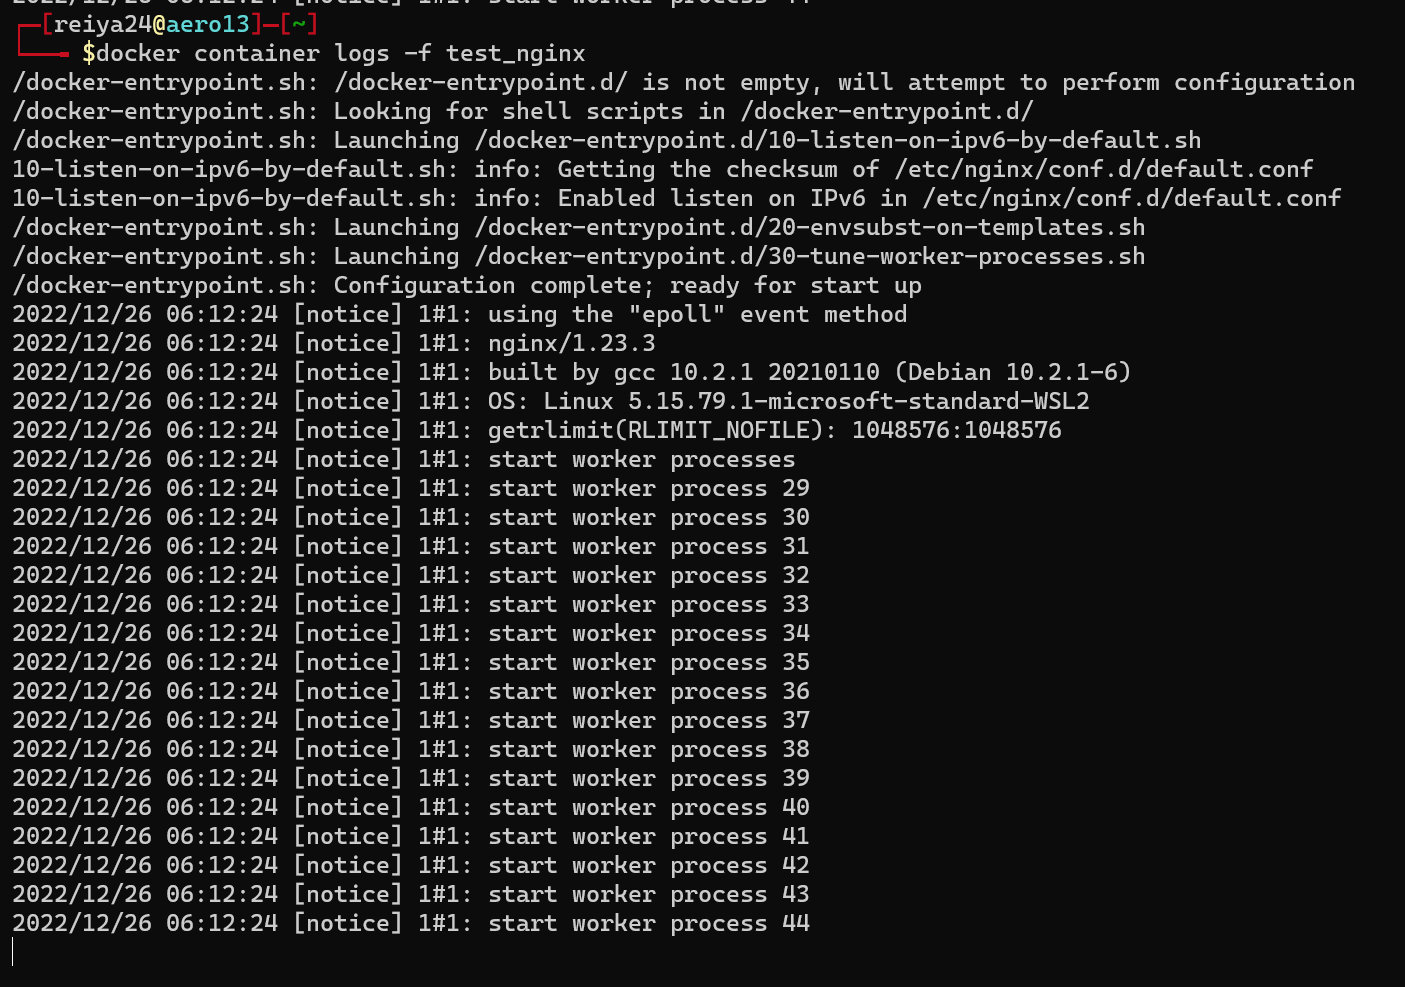 2022/12/26 06:12:24 [notice] 1#1: start worker process 44
[reiya24@aero13]-[~]
$docker container logs -f test_nginx
/docker-entrypoint.sh: /docker-entrypoint.d/ is not empty, will attempt to perform configuration
/docker-entrypoint.sh: Looking for shell scripts in /docker-entrypoint.d/
/docker-entrypoint.sh: Launching /docker-entrypoint.d/10-listen-on-ipv6-by-default.sh
10-listen-on-ipv6-by-default.sh: info: Getting the checksum of /etc/nginx/conf.d/default.conf
10-listen-on-ipv6-by-default.sh: info: Enabled listen on IPv6 in /etc/nginx/conf.d/default.conf
/docker-entrypoint.sh: Launching /docker-entrypoint.d/20-envsubst-on-templates.sh
/docker-entrypoint.sh: Launching /docker-entrypoint.d/30-tune-worker-processes.sh
/docker-entrypoint.sh: Configuration complete; ready for start up
2022/12/26 06:12:24 [notice] 1#1: using the "epoll" event method
2022/12/26 06:12:24 [notice] 1#1: nginx/1.23.3
2022/12/26 06:12:24 [notice] 1#1: built by gcc 10.2.1 20210110 (Debian 10.2.1-6)
2022/12/26 06:12:24 [notice] 1#1: OS: Linux 5.15.79.1-microsoft-standard-WSL2
2022/12/26 06:12:24 [notice] 1#1: getrlimit(RLIMIT_NOFILE): 1048576:1048576
2022/12/26 06:12:24 [notice] 1#1: start worker processes
2022/12/26 06:12:24 [notice] 1#1: start worker process 29
2022/12/26 06:12:24 [notice] 1#1: start worker process 30
2022/12/26 06:12:24 [notice] 1#1: start worker process 31
2022/12/26 06:12:24 [notice] 1#1: start worker process 32
2022/12/26 06:12:24 [notice] 1#1: start worker process 33
2022/12/26 06:12:24 [notice] 1#1: start worker process 34
2022/12/26 06:12:24 [notice] 1#1: start worker process 35
2022/12/26 06:12:24 [notice] 1#1: start worker process 36
2022/12/26 06:12:24 [notice] 1#1: start worker process 37
2022/12/26 06:12:24 [notice] 1#1: start worker process 38
2022/12/26 06:12:24 [notice] 1#1: start worker process 39
2022/12/26 06:12:24 [notice] 1#1: start worker process 40
2022/12/26 06:12:24 [notice] 1#1: start worker process 41
2022/12/26 06:12:24 [notice] 1#1: start worker process 42
2022/12/26 06:12:24 [notice] 1#1: start worker process 43
2022/12/26 06:12:24 [notice] 1#1: start worker process 44